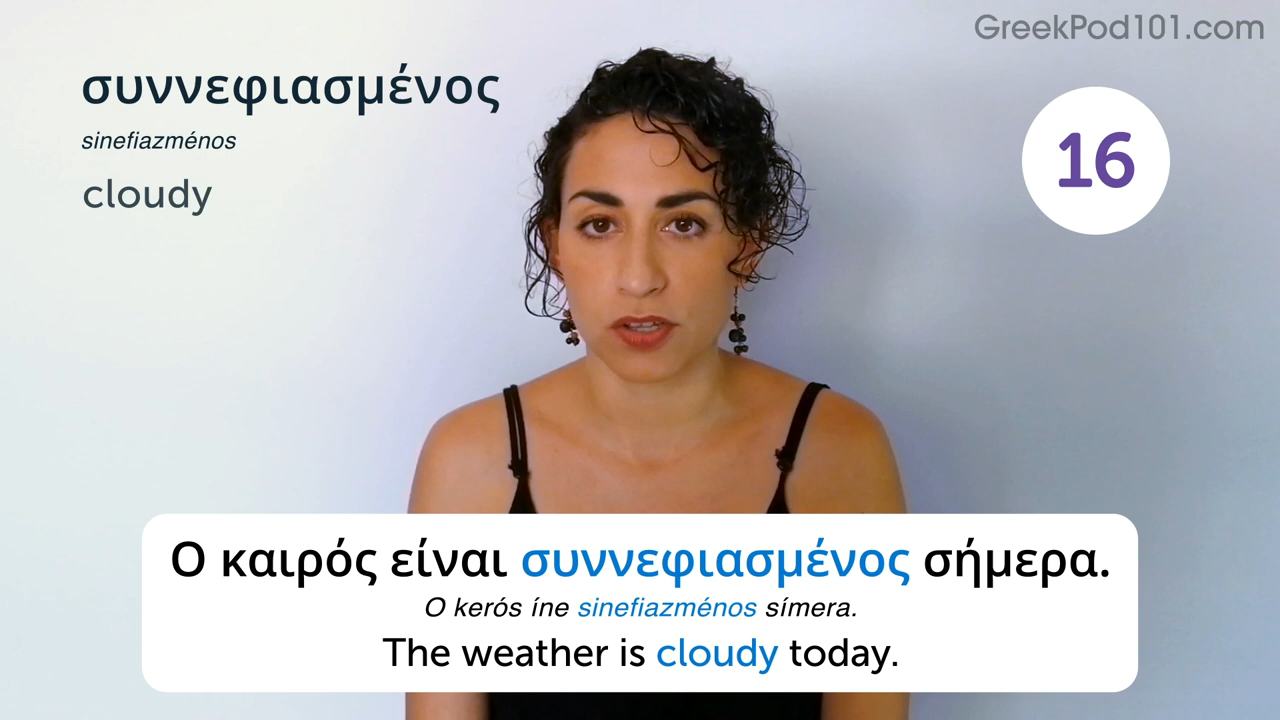 GreekPod101.com
συννεφιασμένος
sinefiazménos
cloudy
16
Ο καιρός είναι συννεφιασμένος σήμερα.
O kerós íne sinefiazménos símera.
The weather is cloudy today.